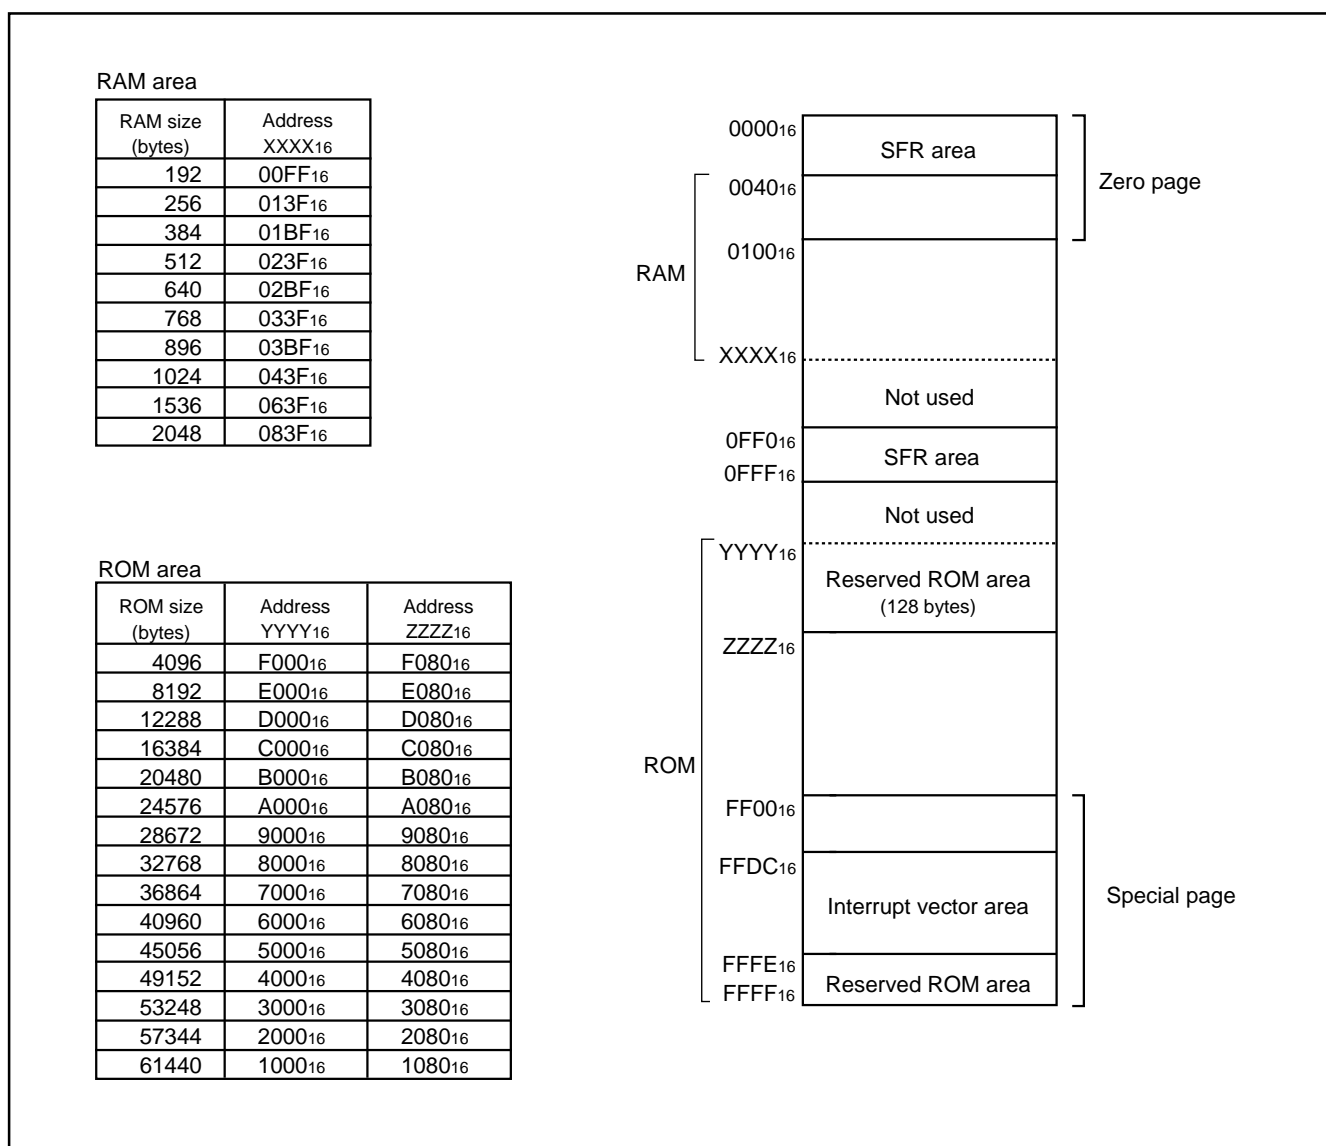 RAM area
RAM size (bytes) Address XXXX16
192 00FF16
256 013F16
384 01BF16
512 023F16
640 02BF16
768 033F16
896 03BF16
1024 043F16
1536 063F16
2048 083F16
ROM area
ROM size (bytes) Address YYYY16 Address ZZZZ16
4096 F00016 F08016
8192 E00016 E08016
12288 D00016 D08016
16384 C00016 C08016
20480 B00016 B08016
24576 A00016 A08016
28672 900016 908016
32768 800016 808016
36864 700016 708016
40960 600016 608016
45056 500016 508016
49152 400016 408016
53248 300016 308016
57344 200016 208016
61440 100016 108016
000016
SFR area
Zero page
004016
010016
RAM
XXXX16
Not used
0FF016
SFR area
0FFF16
Not used
YYYY16
Reserved ROM area
(128 bytes)
ZZZZ16
ROM
FF0016
FFDC16
Interrupt vector area
Special page
FFFE16
Reserved ROM area
FFFF16